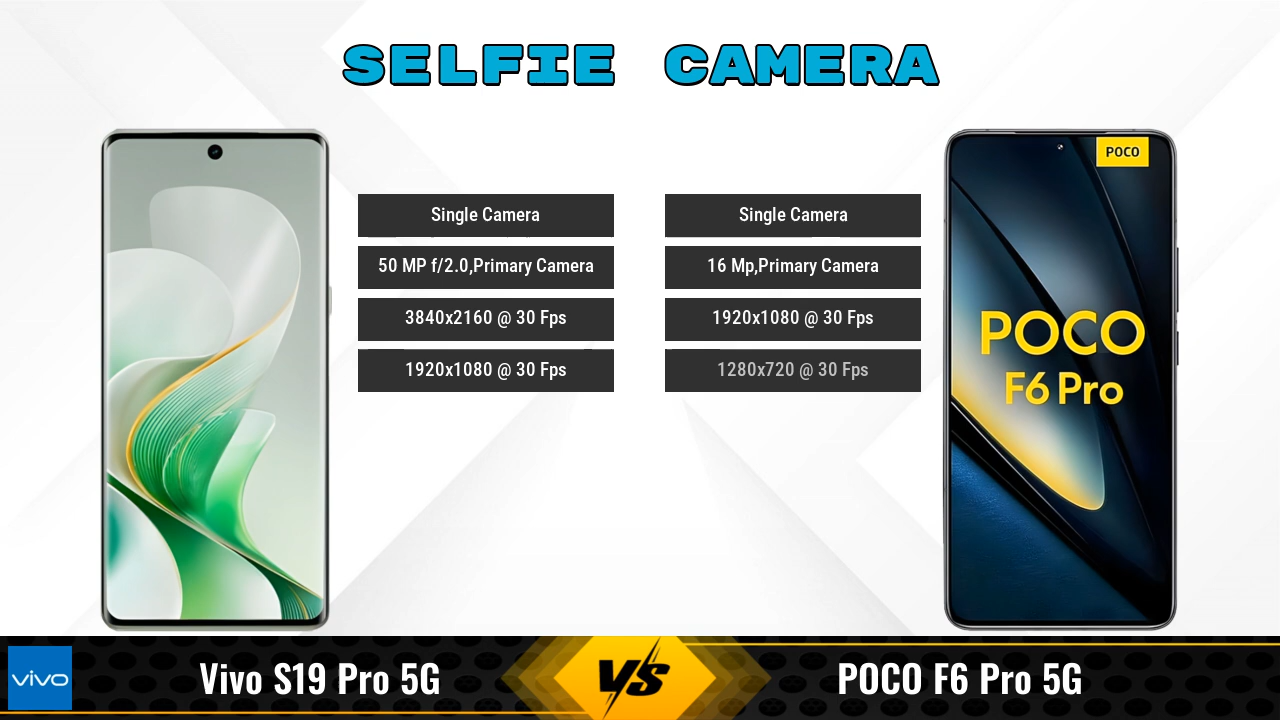 SELFIE CAMERA
Single Camera
50 MP f/2.0,Primary Camera
3840x2160 @ 30 Fps
1920x1080 @ 30 Fps
Single Camera
16 Mp,Primary Camera
1920x1080 @ 30 Fps
1280x720 @ 30 Fps
POCO
POCO
F6 Pro
vivo
Vivo S19 Pro 5G
VS
POCO F6 Pro 5G